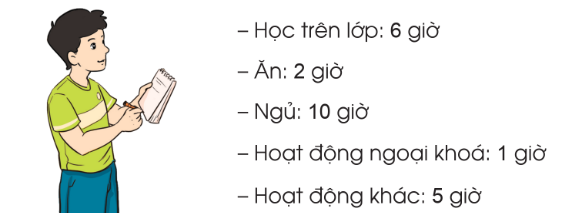 – Học trên lớp: 6 giờ
– Ăn: 2 giờ
– Ngủ: 10 giờ
– Hoạt động ngoại khoá: 1 giờ
– Hoạt động khác: 5 giờ